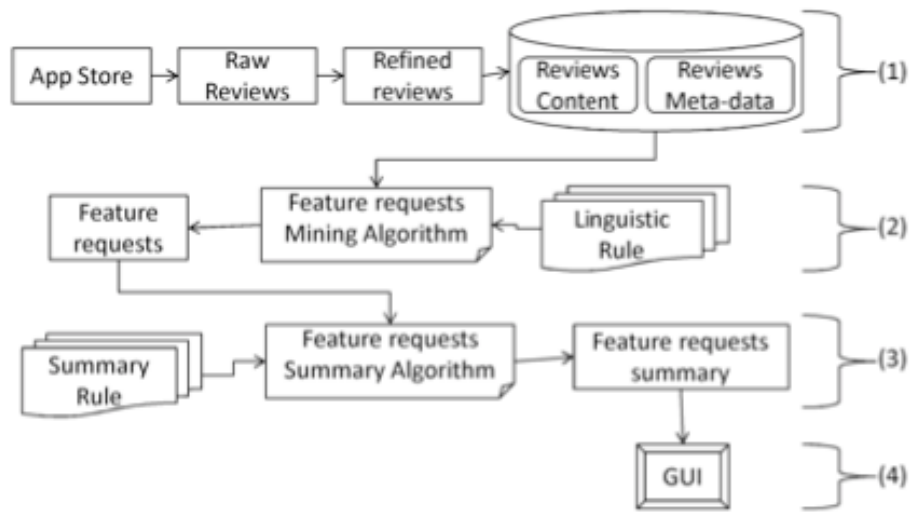 App Store
Raw
Reviews
Refined
reviews
Reviews
Content
Reviews
Meta-data
(1)
Feature
requests
Feature requests
Mining Algorithm
Linguistic
Rule
(2)
Summary
Rule
Feature requests
Summary Algorithm
Feature requests
summary
(3)
GUI
(4)